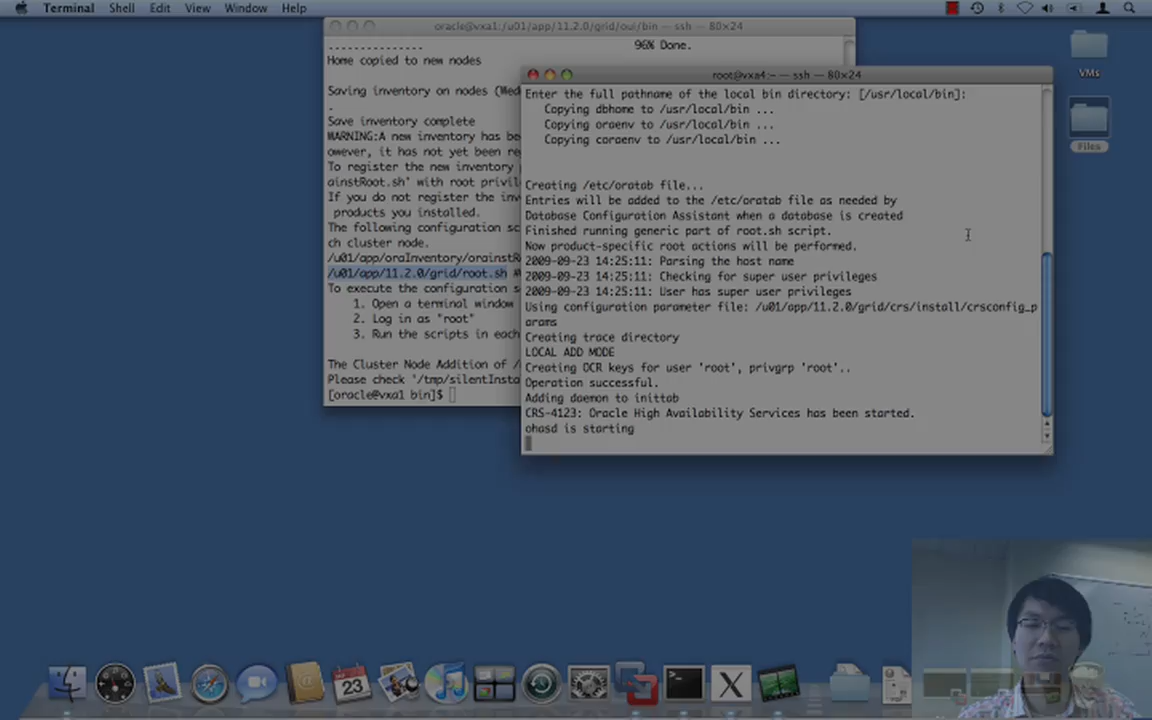 Terminal Shell Edit View Window Help
oracle@vxa1:/u01/app/11.2.0/grid/oui/bin — ssh — 80×24
--------------- 96% Done.
Home copied to new nodes
Saving inventory on nodes (Wed
.
Save inventory complete
WARNING:A new inventory has be
owever, it has not yet been re
To register the new inventory
ainstRoot.sh' with root privil
If you do not register the inv
products you installed.
The following configuration s
ch cluster node.
/u01/app/oraInventory/orainstR
/u01/app/11.2.0/grid/root.sh
To execute the configuration s
1. Open a terminal window
2. Log in as "root"
3. Run the scripts in each
The Cluster Node Addition of /
Please check '/tmp/silentInsta
[oracle@vxa1 bin]$
root@vxa4:~ — ssh — 80×24
Enter the full pathname of the local bin directory: [/usr/local/bin]:
Copying dbhome to /usr/local/bin ...
Copying oraenv to /usr/local/bin ...
Copying coraenv to /usr/local/bin ...
Creating /etc/oratab file...
Entries will be added to the /etc/oratab file as needed by
Database Configuration Assistant when a database is created
Finished running generic part of root.sh script.
Now product-specific root actions will be performed.
2009-09-23 14:25:11: Parsing the host name
2009-09-23 14:25:11: Checking for super user privileges
2009-09-23 14:25:11: User has super user privileges
Using configuration parameter file: /u01/app/11.2.0/grid/crs/install/crsconfig_p
arams
Creating trace directory
LOCAL ADD MODE
Creating OCR keys for user 'root', privgrp 'root'..
Operation successful.
Adding daemon to inittab
CRS-4123: Oracle High Availability Services has been started.
ohasd is starting
VMs
Files
23